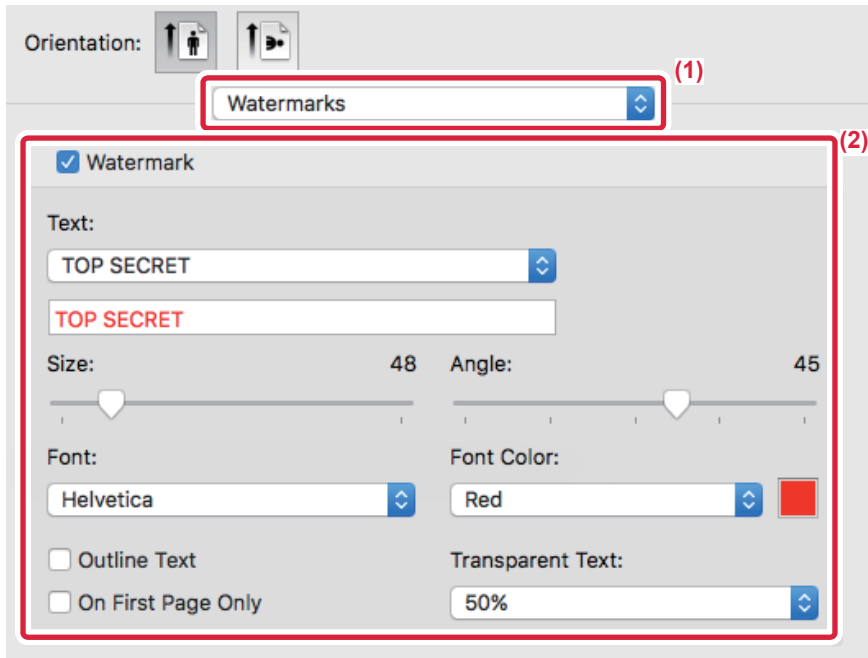 Orientation:
(1)
Watermarks
(2)
Watermark
Text:
TOP SECRET
TOP SECRET
Size: 48 Angle: 45
Font: Font Color:
Helvetica Red
Outline Text Transparent Text:
On First Page Only 50%